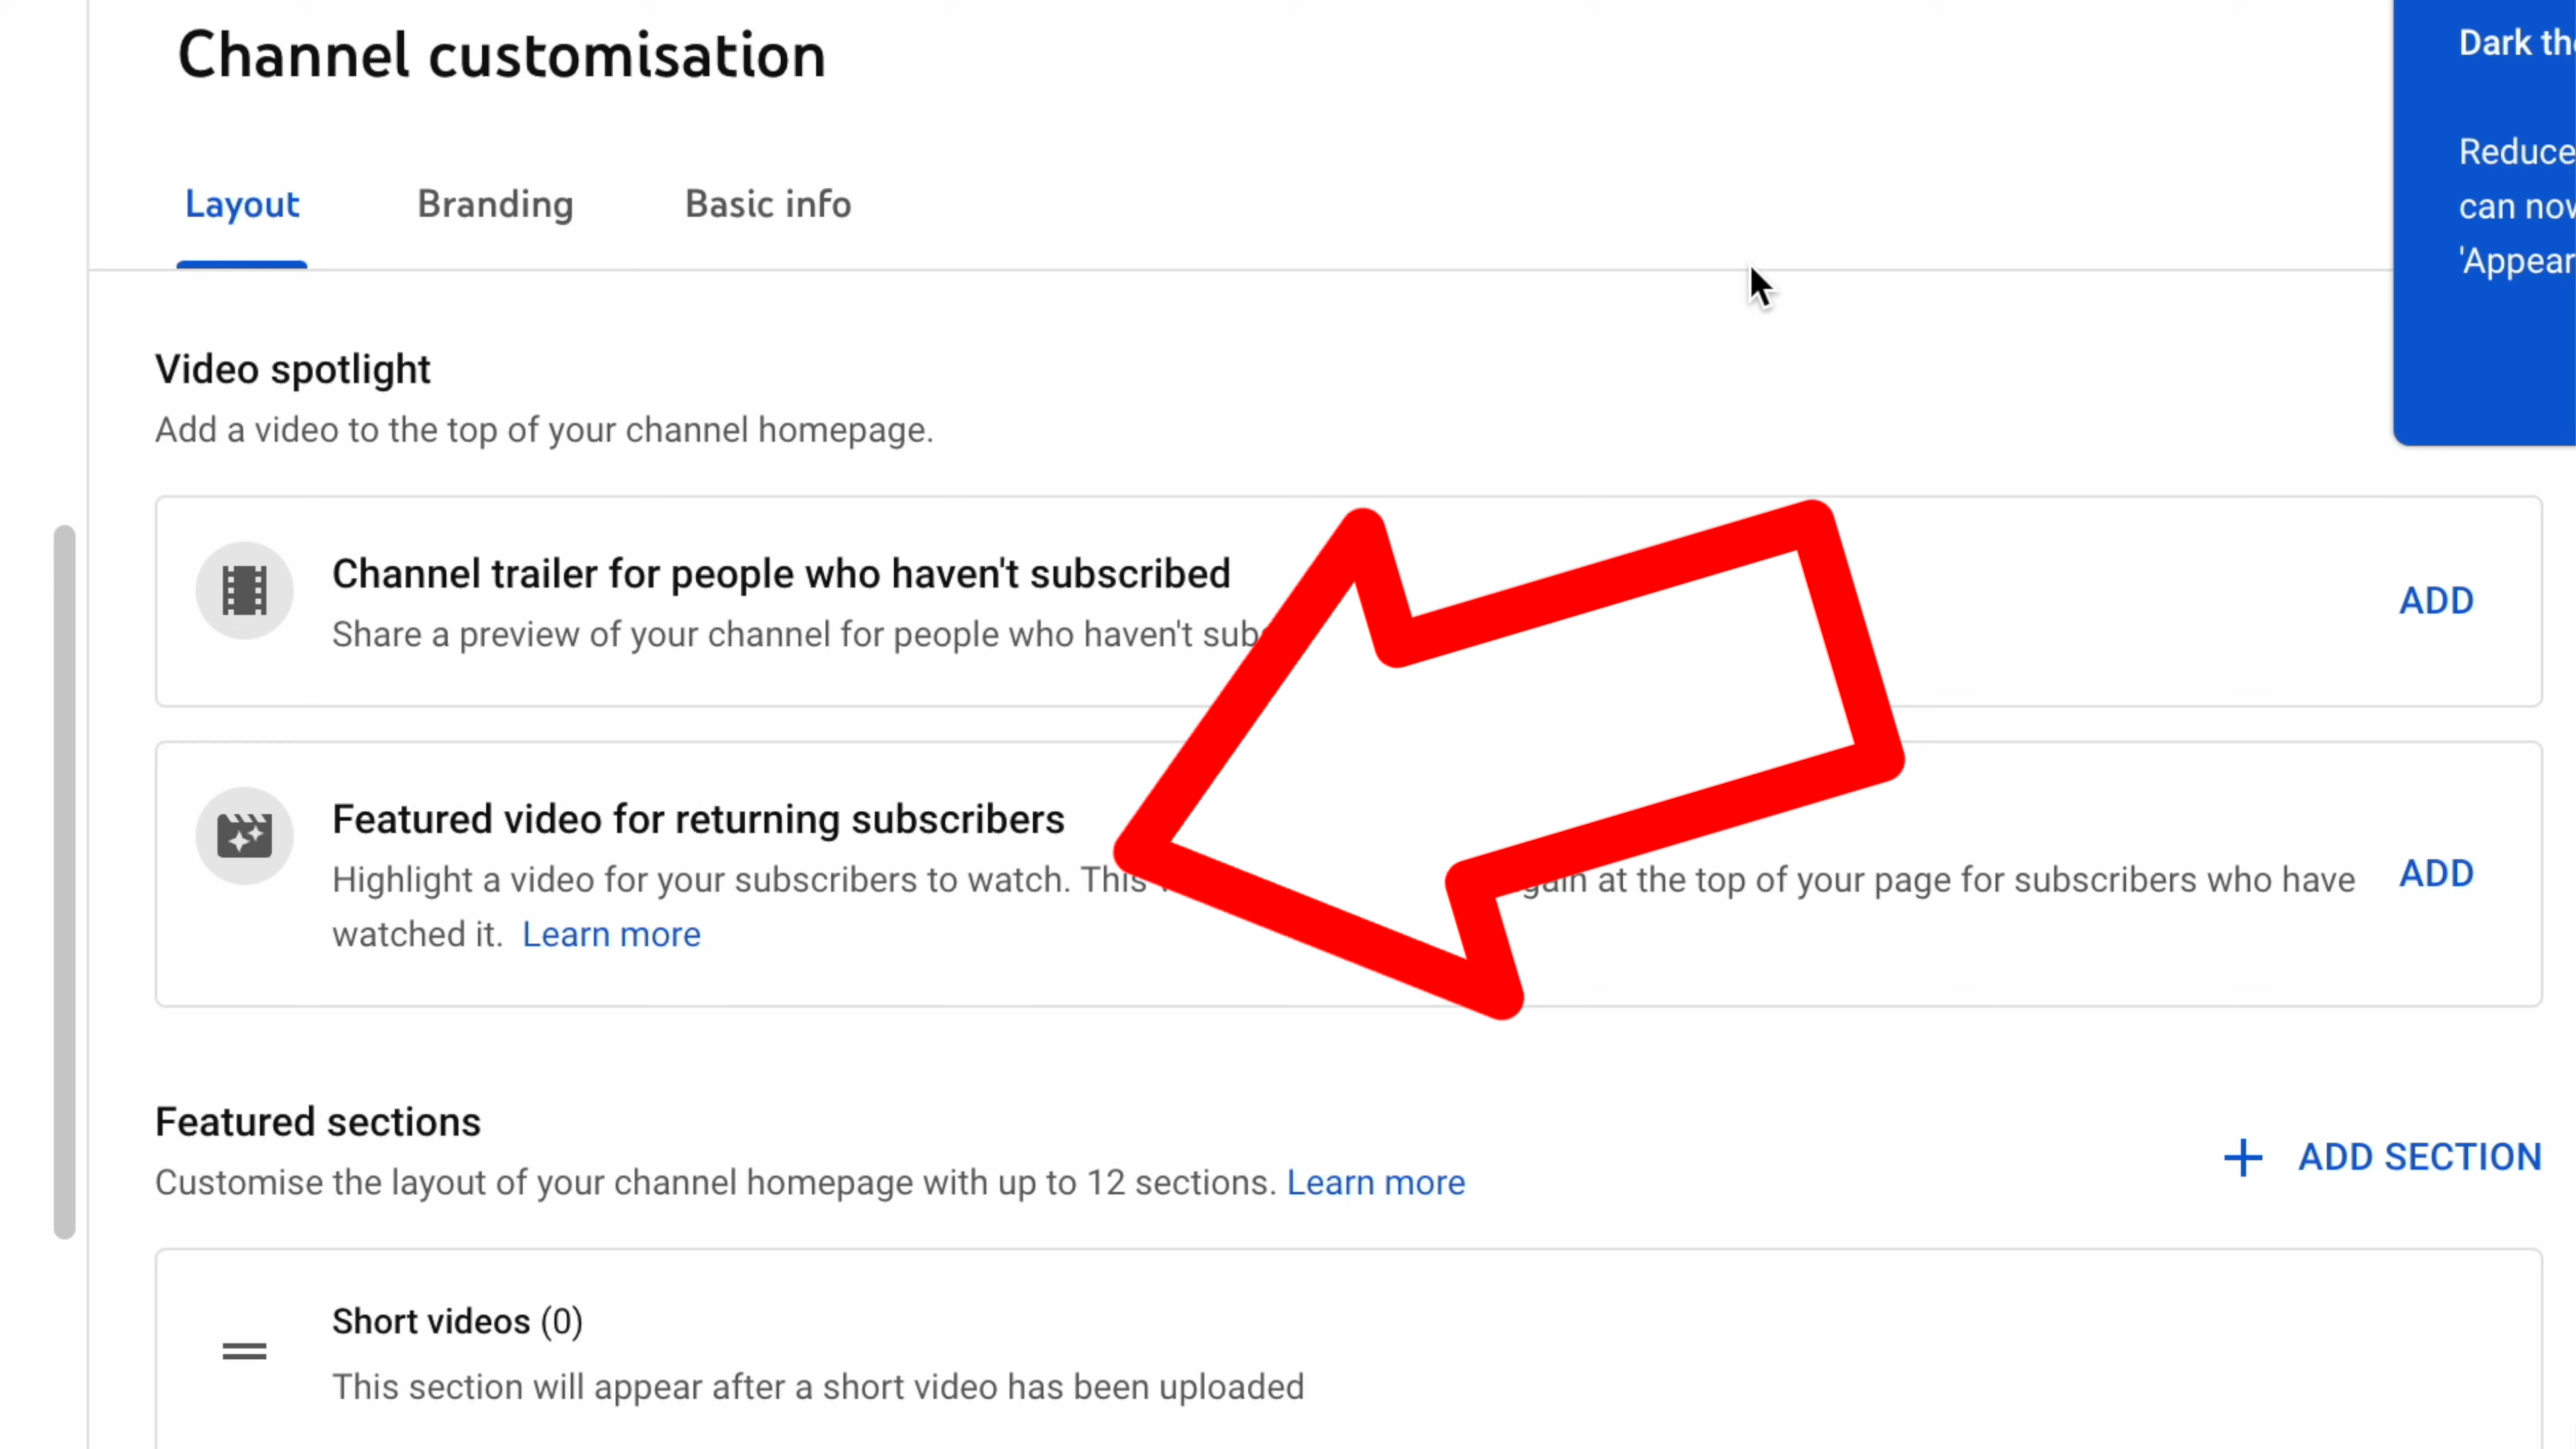 Channel customisation
Dark
Layout Branding Basic info
Reduce
can
'Appear
Video spotlight
Add a video to the top of your channel homepage.
Channel trailer for people who haven't subscribed
Share a preview of your channel for people who haven't
ADD
Featured video for returning subscribers
Highlight a video for your subscribers to watch. This at the top of your page for subscribers who have
watched it. Learn more
ADD
Featured sections
Customise the layout of your channel homepage with up to 12 sections. Learn more
+ ADD SECTION
Short videos (0)
This section will appear after a short video has been uploaded